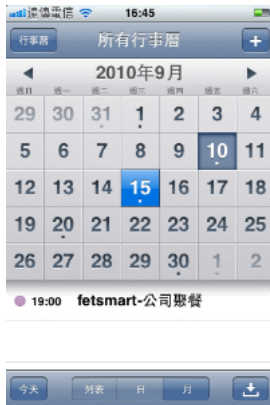 遠傳電信 16:45
行事曆 所有行事曆 +
2010年9月
週日 週一 週二 週三 週四 週五 週六
29 30 31 1 2 3 4
5 6 7 8 9 10 11
12 13 14 15 16 17 18
19 20 21 22 23 24 25
26 27 28 29 30 1 2
19:00 fetsmart-公司聚餐
今天 列表 日 月